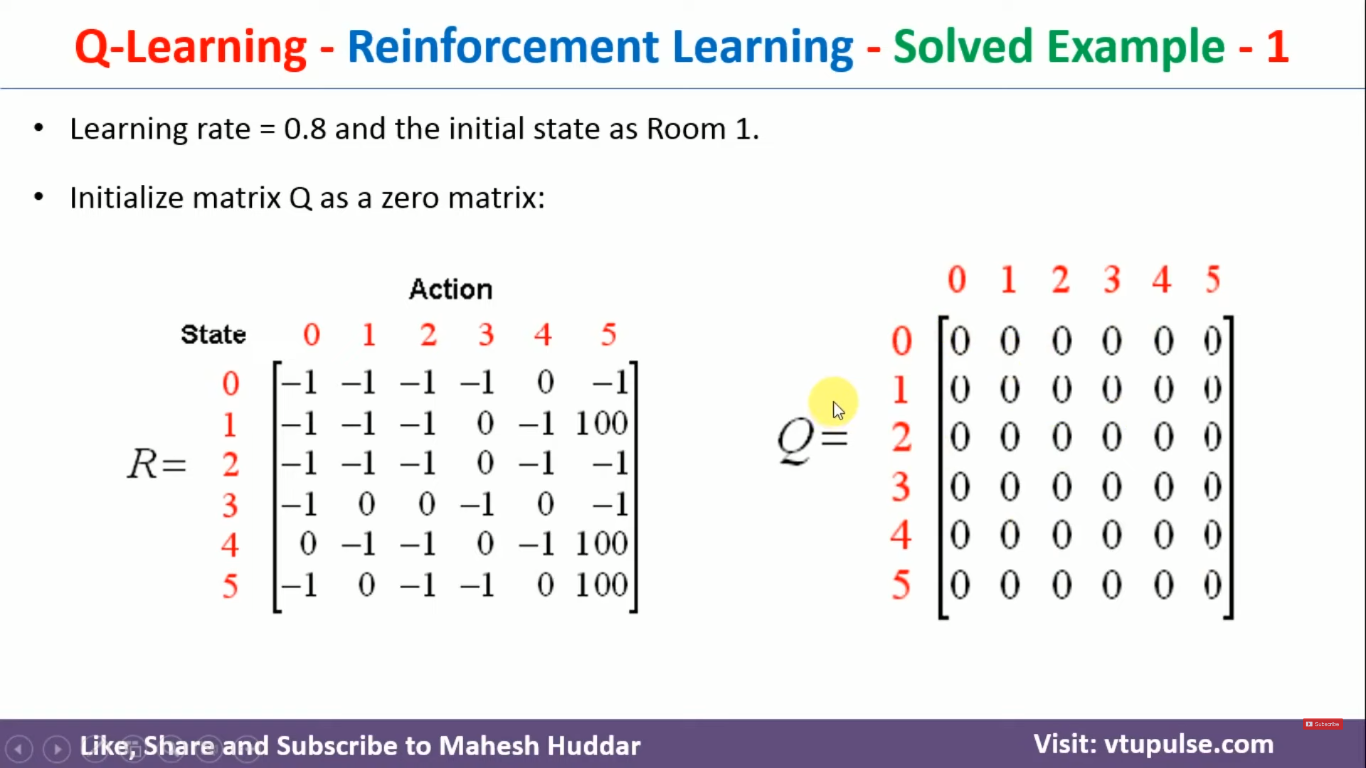 Q-Learning - Reinforcement Learning - Solved Example - 1
• Learning rate = 0.8 and the initial state as Room 1.
• Initialize matrix Q as a zero matrix:
Action
State 0 1 2 3 4 5
0 −1 −1 −1 −1 0 −1
1 −1 −1 −1 0 −1 100
R= 2 −1 −1 −1 0 −1 −1
3 −1 0 0 −1 0 −1
4 0 −1 −1 0 −1 100
5 −1 0 −1 −1 0 100
0 1 2 3 4 5
0 0 0 0 0 0 0
1 0 0 0 0 0 0
Q= 2 0 0 0 0 0 0
3 0 0 0 0 0 0
4 0 0 0 0 0 0
5 0 0 0 0 0 0
Subscribe
Like, Share and Subscribe to Mahesh Huddar
Visit: vtupulse.com